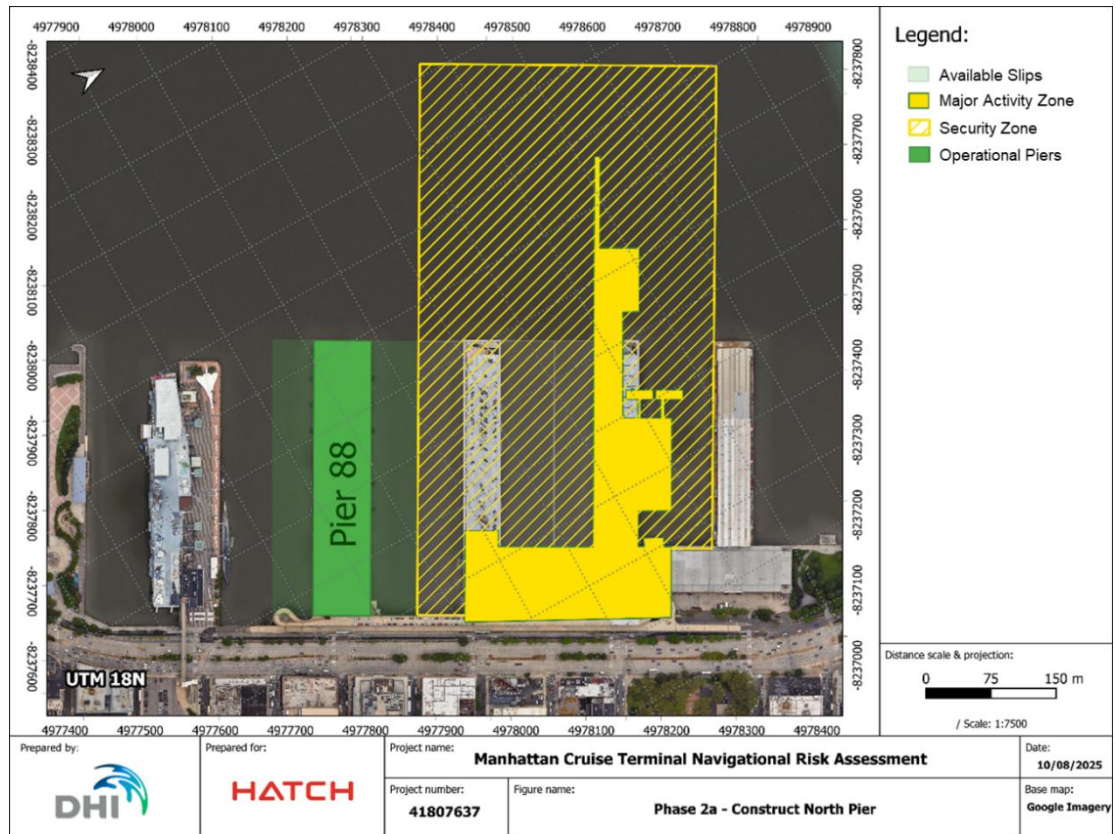 4977900 4978000 4978100 4978200 4978300 4978400 4978500 4978600 4978700 4978800 4978900
-8238400
-8238300
-8238200
-8238100
-8238000
-8237900
-8237800
-8237700
-8237600
-8237800
-8237700
-8237600
-8237500
-8237400
-8237300
-8237200
-8237100
-8237000
Pier 88
UTM 18N
4977400 4977500 4977600 4977700 4977800 4977900 4978000 4978100 4978200 4978300 4978400
Legend:
Available Slips
Major Activity Zone
Security Zone
Operational Piers
Distance scale & projection:
0 75 150 m
/ Scale: 1:7500
Prepared by:
DHI
Prepared for:
HATCH
Project name:
Manhattan Cruise Terminal Navigational Risk Assessment
Project number:
41807637
Figure name:
Phase 2a - Construct North Pier
Date:
10/08/2025
Base map:
Google Imagery